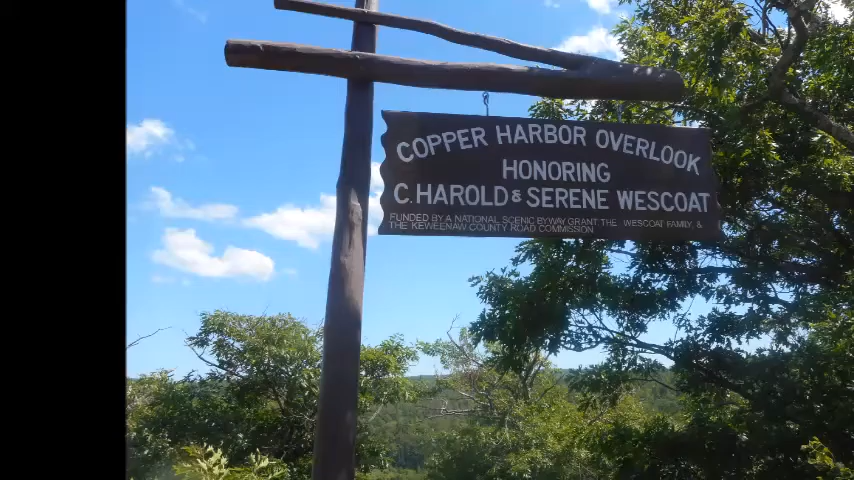 COPPER HARBOR OVERLOOK
HONORING
C. HAROLD & SERENE WESCOAT
FUNDED BY A NATIONAL SCENIC BYWAY GRANT, THE WESCOAT FAMILY, &
THE KEWEENAW COUNTY ROAD COMMISSION